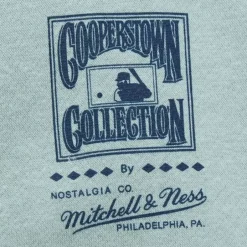 COOPERSTOWN
COLLECTION
By
NOSTALGIA CO.
Mitchell & Ness
PHILADELPHIA, PA.